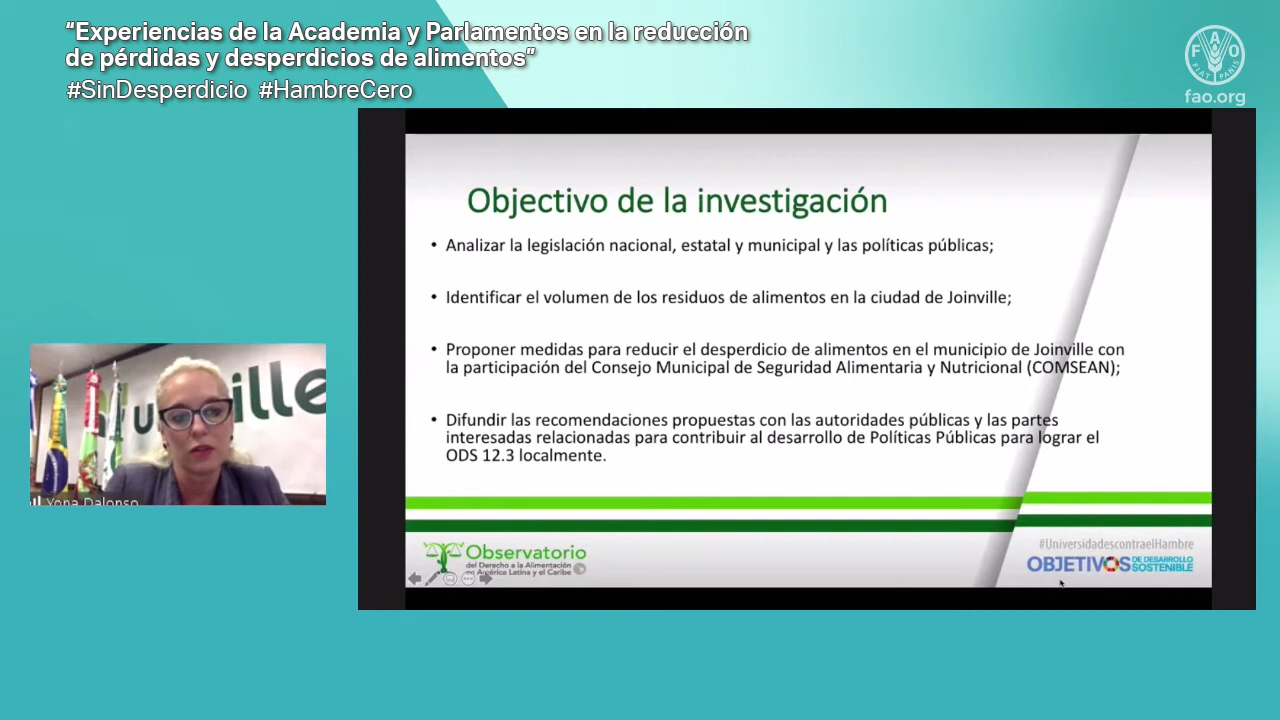 “Experiencias de la Academia y Parlamentos en la reducción
de pérdidas y desperdicios de alimentos”
#SinDesperdicio #HambreCero
FAO
FIAT PANIS
fao.org
Objectivo de la investigación
• Analizar la legislación nacional, estatal y municipal y las políticas públicas;
• Identificar el volumen de los residuos de alimentos en la ciudad de Joinville;
• Proponer medidas para reducir el desperdicio de alimentos en el municipio de Joinville con
la participación del Consejo Municipal de Seguridad Alimentaria y Nutricional (COMSEAN);
• Difundir las recomendaciones propuestas con las autoridades públicas y las partes
interesadas relacionadas para contribuir al desarrollo de Políticas Públicas para lograr el
ODS 12.3 localmente.
ille
Yona Dalonso
Observatorio
del Derecho a la Alimentación
en América Latina y el Caribe
#UniversidadescontraelHambre
OBJETIVOS
DE DESARROLLO
SOSTENIBLE